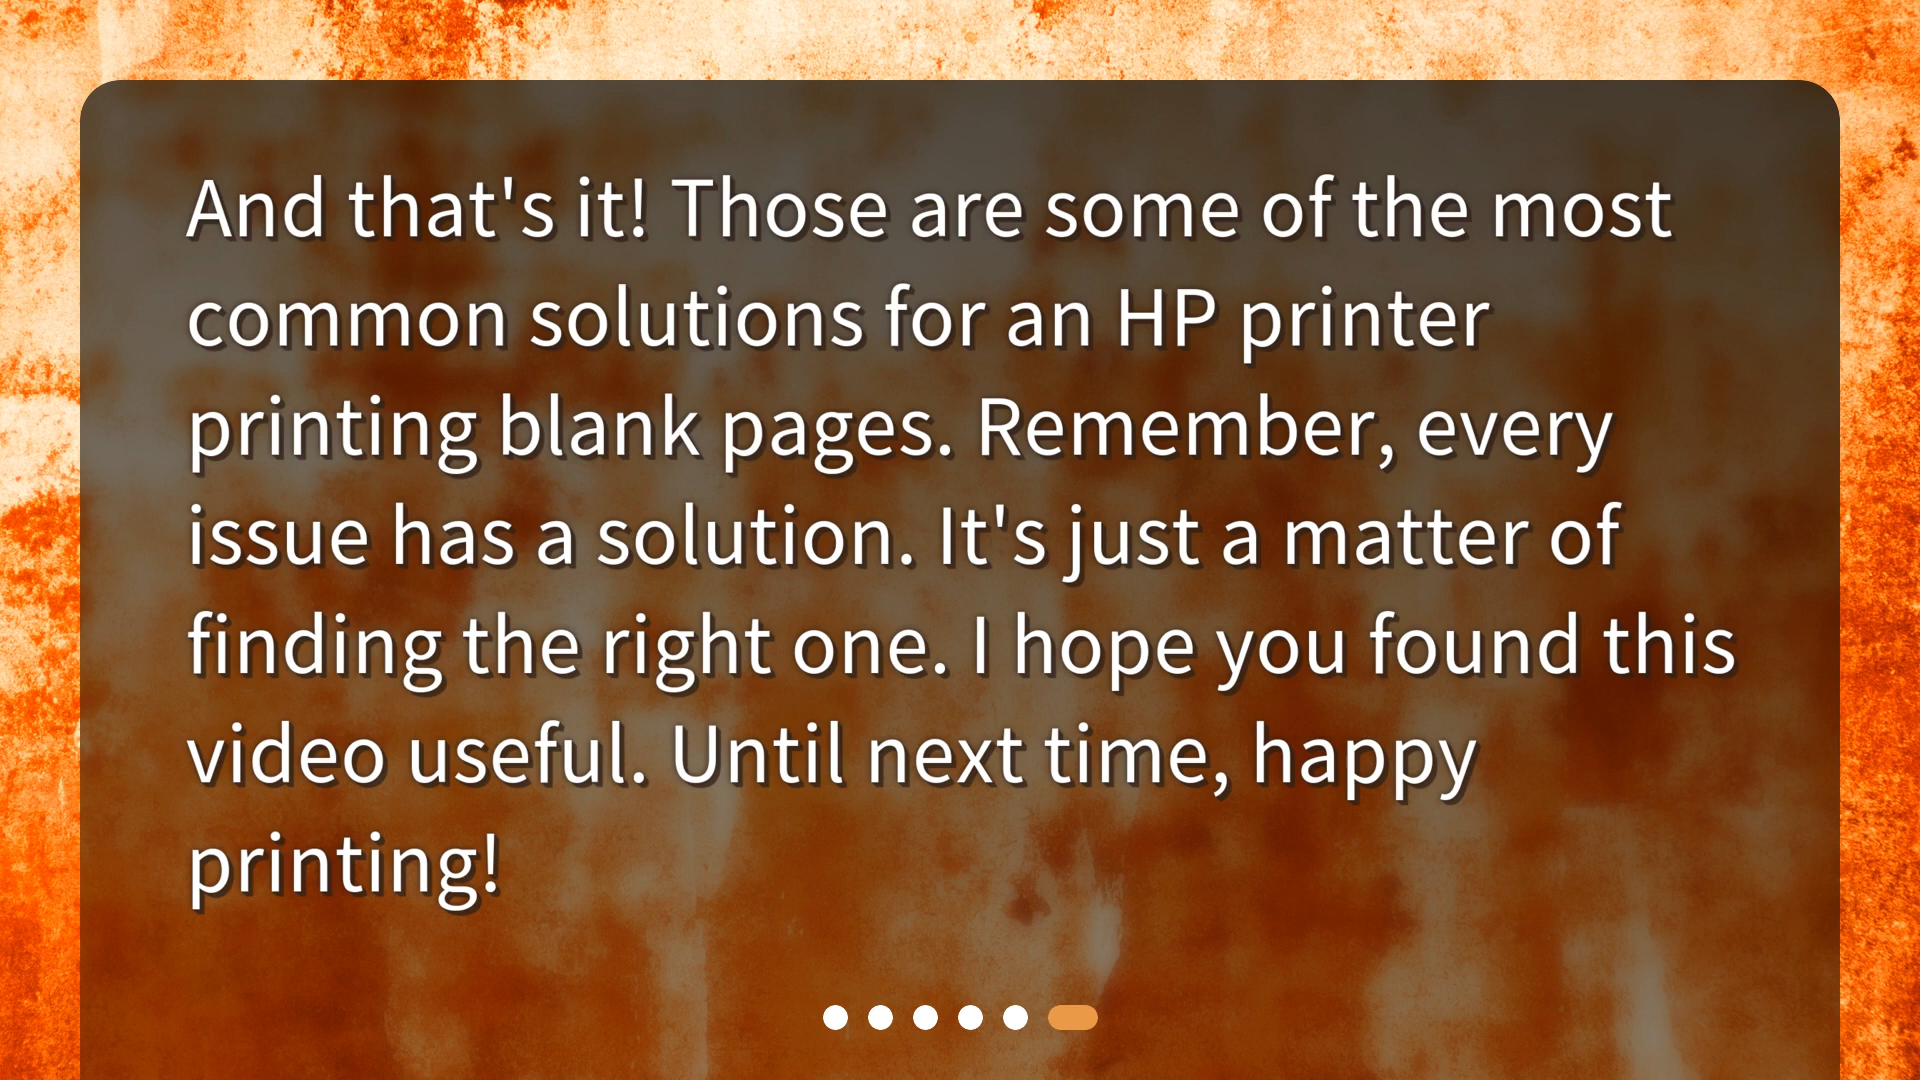 And that's it! Those are some of the most
common solutions for an HP printer
printing blank pages. Remember, every
issue has a solution. It's just a matter of
finding the right one. I hope you found this
video useful. Until next time, happy
printing!